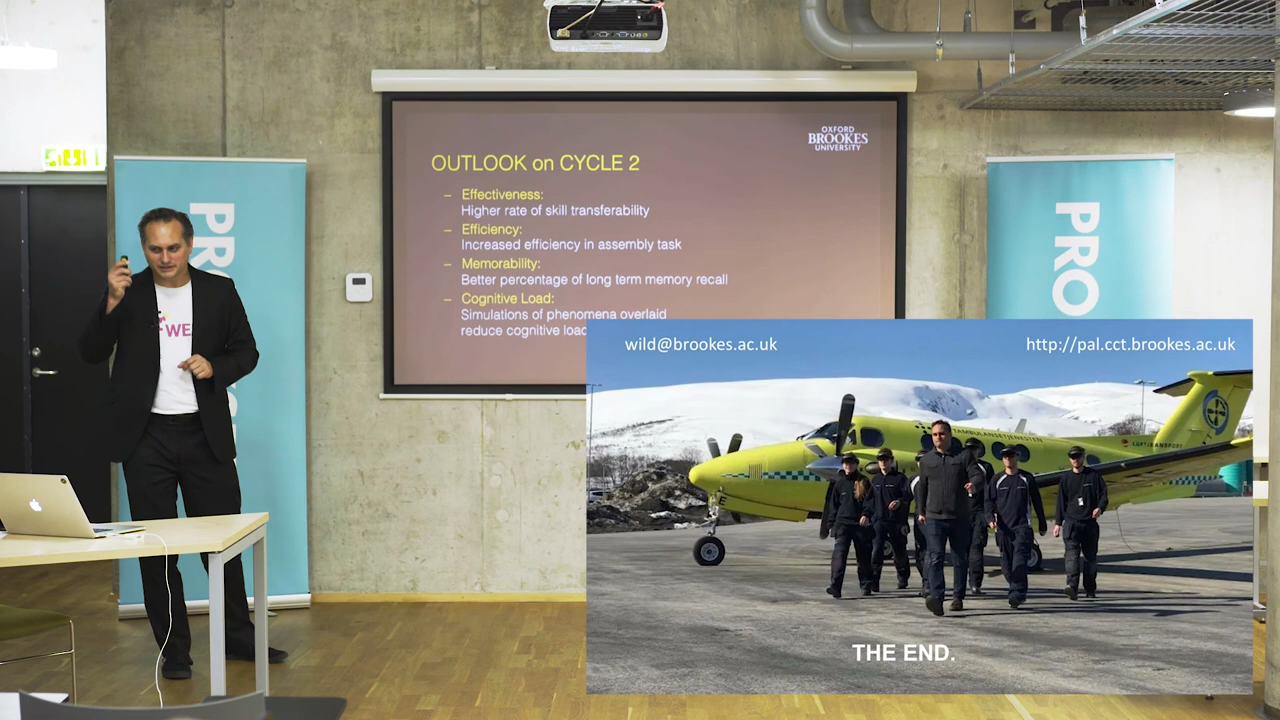 OXFORD
BROOKES
UNIVERSITY
OUTLOOK on CYCLE 2
– Effectiveness:
Higher rate of skill transferability
– Efficiency:
Increased efficiency in assembly task
– Memorability:
Better percentage of long term memory recall
– Cognitive Load:
Simulations of phenomena overlaid
reduce cognitive load
PRO
WE
wild@brookes.ac.uk
http://pal.cct.brookes.ac.uk
LUFTTRANSPORT
THE END.
PRO